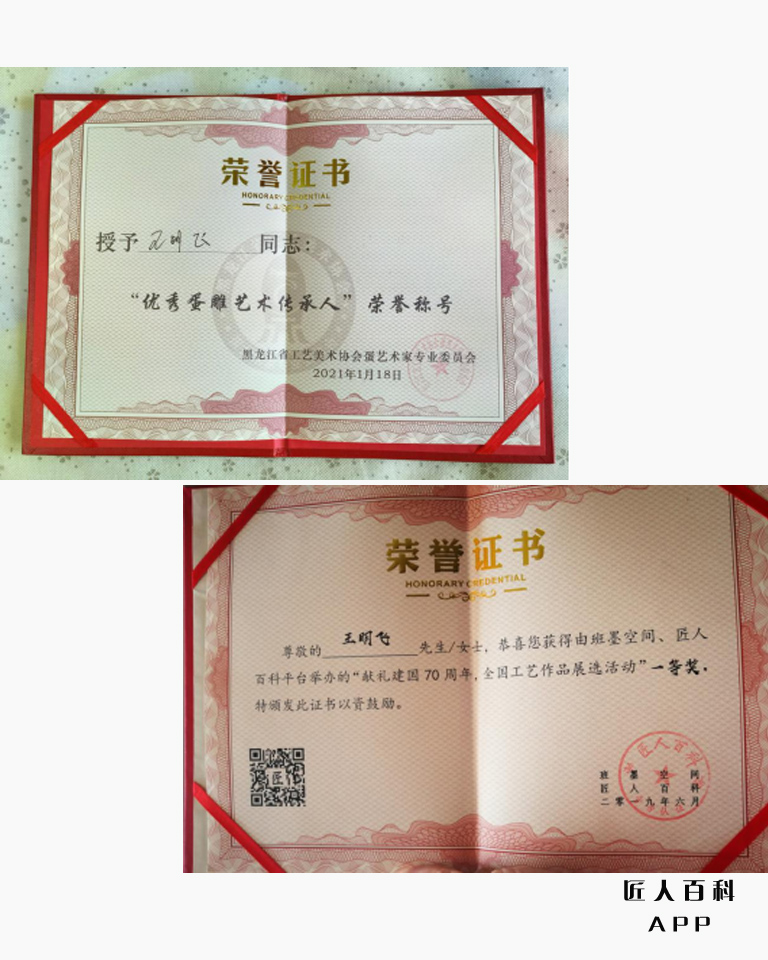 荣誉证书
HONORARY CREDENTIAL
授予 王明飞 同志：
“优秀蛋雕艺术传承人”荣誉称号
黑龙江省工艺美术协会蛋艺术家专业委员会
2021年1月18日
荣誉证书
HONORARY CREDENTIAL
尊敬的 王明飞 先生/女士，恭喜您获得由班墨空间、匠人
百科平台举办的“献礼建国70周年，全国工艺作品展选活动”一等奖，
特颁发此证书以资鼓励。
匠
班墨空间
匠人百科
二零一九年六月
匠人百科
匠人百科
APP